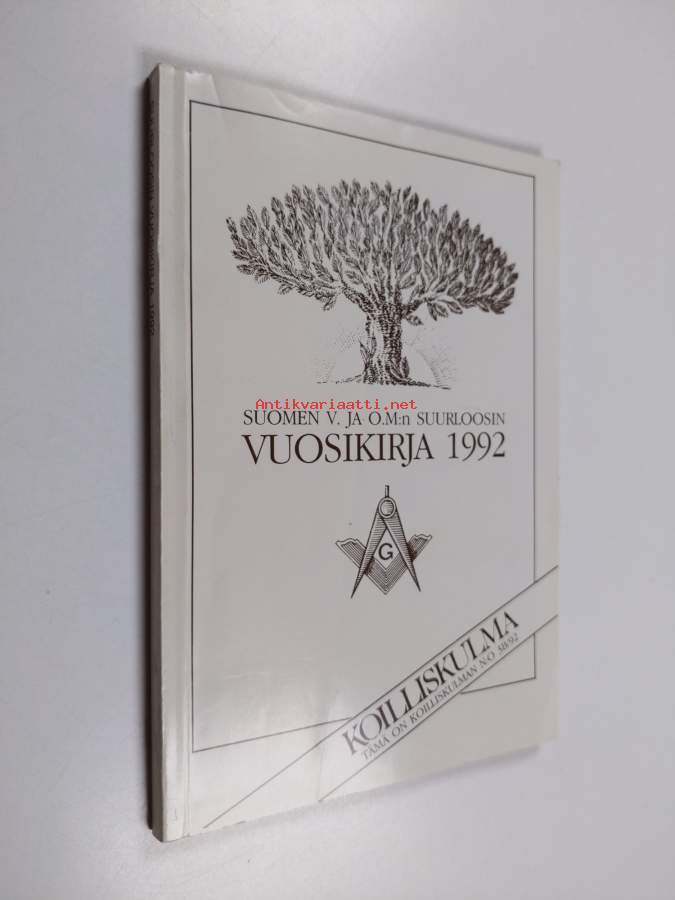 Antikvariaatti.net
SUOMEN V. JA O.M:n SUURLOOSIN
VUOSIKIRJA 1992
G
KOILLISKULMA
TÄMÄ ON KOILLISKULMAN N:O 58/92